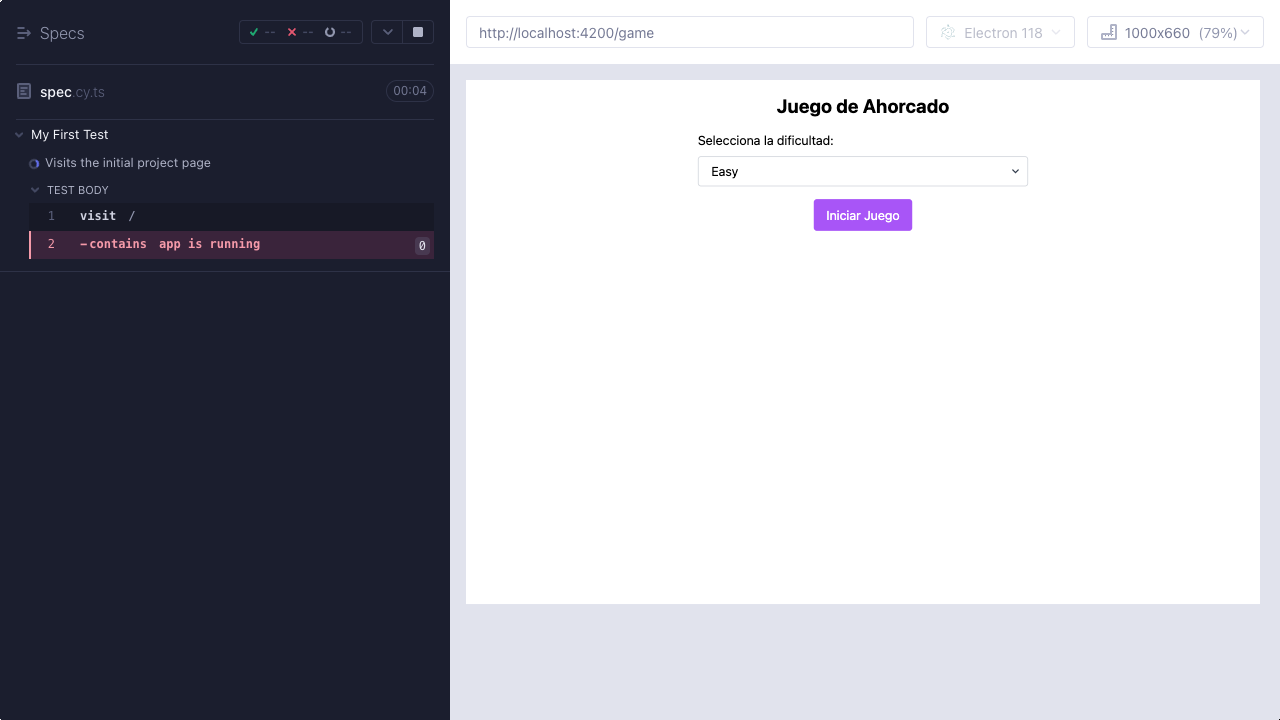 Specs
-- -- --
spec.cy.ts
00:04
My First Test
Visits the initial project page
TEST BODY
1 visit /
2 -contains app is running 0
http://localhost:4200/game
Electron 118
1000x660 (79%)
Juego de Ahorcado
Selecciona la dificultad:
Easy
Iniciar Juego